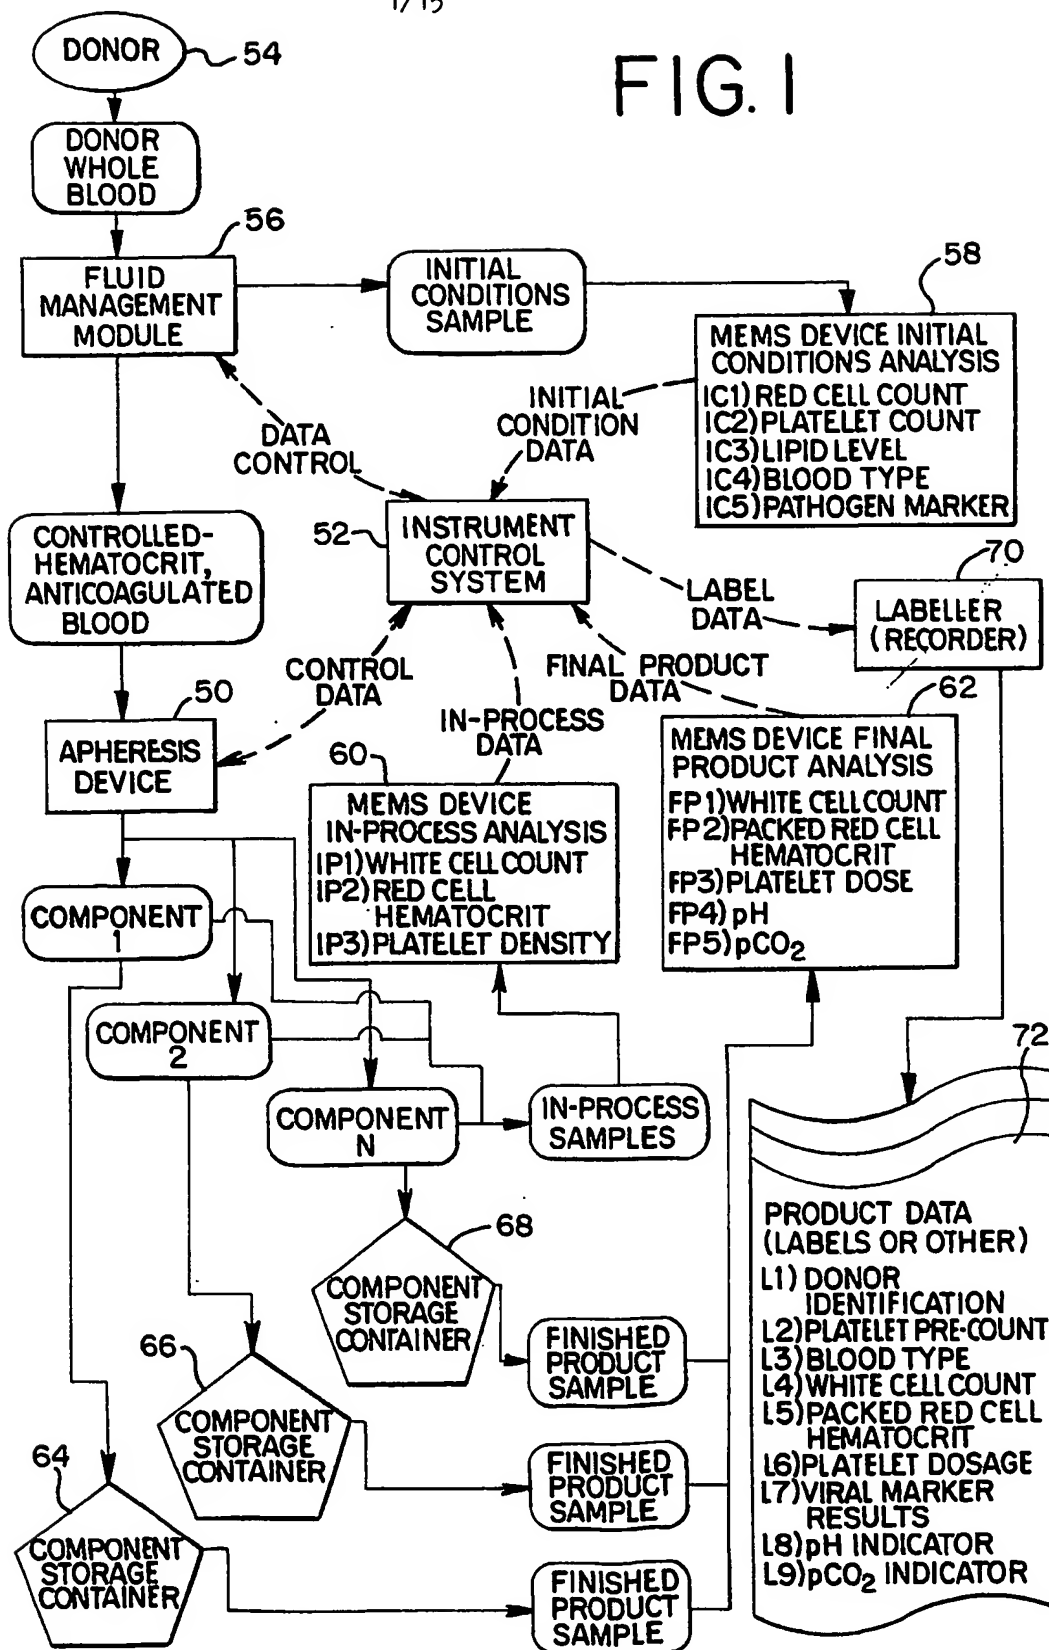 1/15
FIG. 1
DONOR
54
DONOR
WHOLE
BLOOD
56
FLUID
MANAGEMENT
MODULE
INITIAL
CONDITIONS
SAMPLE
58
MEMS DEVICE INITIAL
CONDITIONS ANALYSIS
IC1) RED CELL COUNT
IC2) PLATELET COUNT
IC3) LIPID LEVEL
IC4) BLOOD TYPE
IC5) PATHOGEN MARKER
INITIAL
CONDITION
DATA
DATA
CONTROL
CONTROLLED-
HEMATOCRIT,
ANTICOAGULATED
BLOOD
52
INSTRUMENT
CONTROL
SYSTEM
LABEL
DATA
70
LABELLER
(RECORDER)
CONTROL
DATA
FINAL PRODUCT
DATA
IN-PROCESS
DATA
50
APHERESIS
DEVICE
60
MEMS DEVICE
IN-PROCESS ANALYSIS
IP1) WHITE CELL COUNT
IP2) RED CELL
HEMATOCRIT
IP3) PLATELET DENSITY
62
MEMS DEVICE FINAL
PRODUCT ANALYSIS
FP1) WHITE CELL COUNT
FP2) PACKED RED CELL
HEMATOCRIT
FP3) PLATELET DOSE
FP4) pH
FP5) pCO2
COMPONENT
1
COMPONENT
2
COMPONENT
N
IN-PROCESS
SAMPLES
72
PRODUCT DATA
(LABELS OR OTHER)
L1) DONOR
IDENTIFICATION
L2) PLATELET PRE-COUNT
L3) BLOOD TYPE
L4) WHITE CELL COUNT
L5) PACKED RED CELL
HEMATOCRIT
L6) PLATELET DOSAGE
L7) VIRAL MARKER
RESULTS
L8) pH INDICATOR
L9) pCO2 INDICATOR
68
COMPONENT
STORAGE
CONTAINER
FINISHED
PRODUCT
SAMPLE
66
COMPONENT
STORAGE
CONTAINER
FINISHED
PRODUCT
SAMPLE
64
COMPONENT
STORAGE
CONTAINER
FINISHED
PRODUCT
SAMPLE